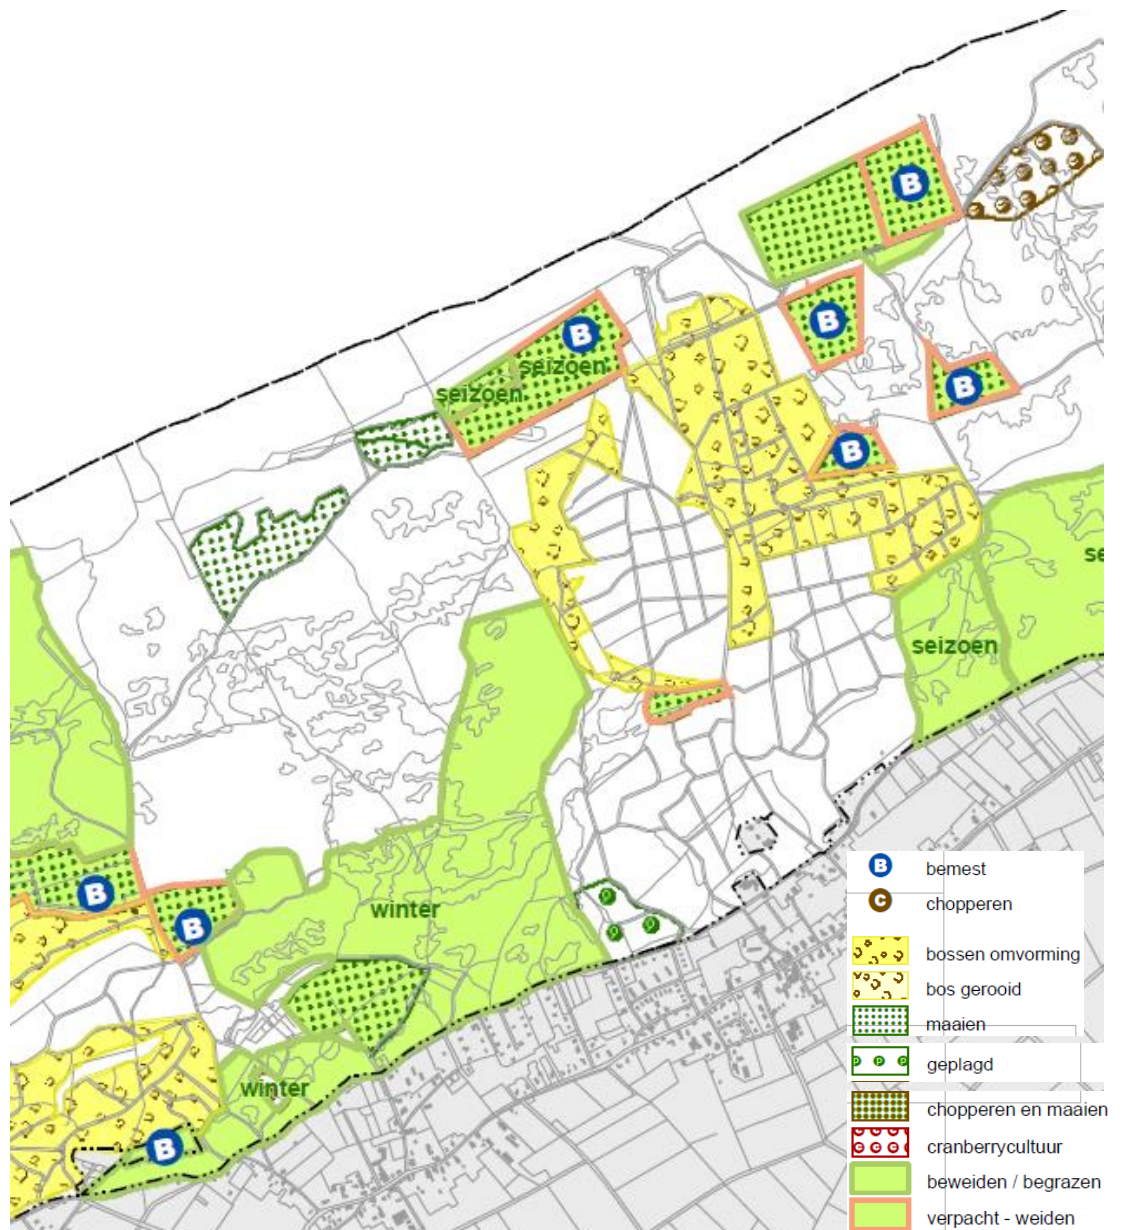 B
B
B
seizoen
seizoen
B
B
se
seizoen
B
B
winter
winter
B
B bemest
C chopperen
bossen omvorming
bos gerooid
maaien
P P P geplagd
chopperen en maaien
cranberrycultuur
beweiden / begrazen
verpacht - weiden